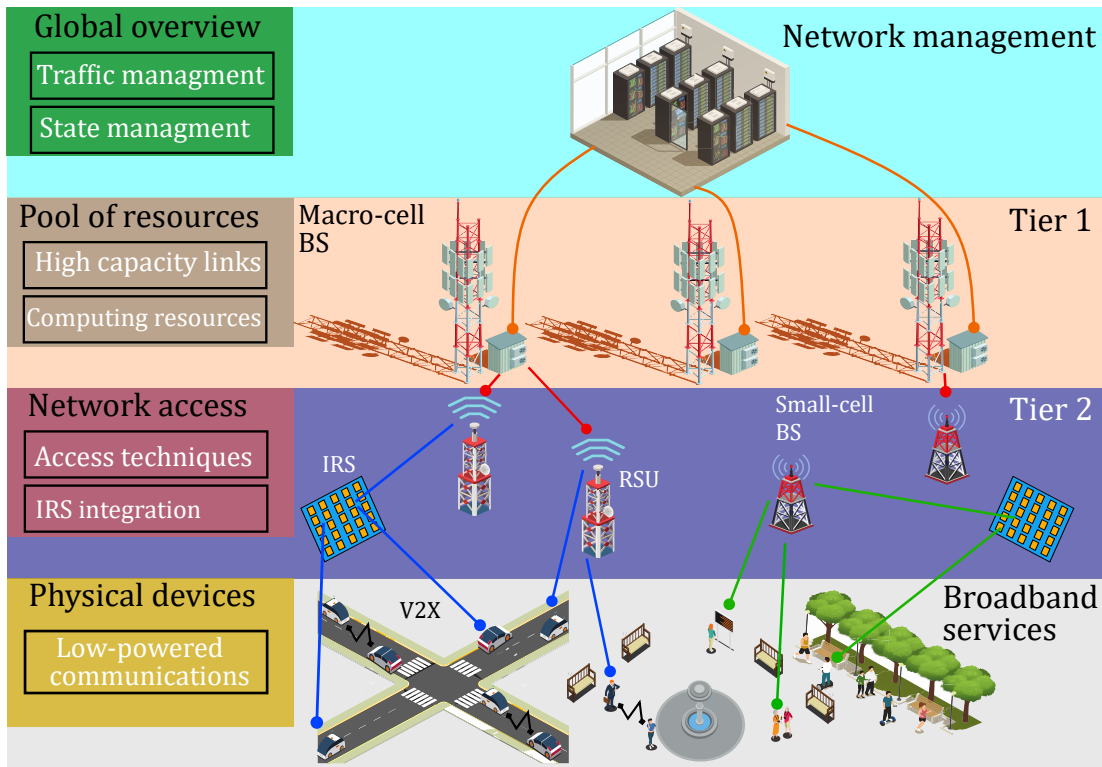 Global overview
Traffic managment
State managment
Network management
Pool of resources
High capacity links
Computing resources
Macro-cell
BS
Tier 1
Network access
Access techniques
IRS integration
IRS
RSU
Small-cell
BS
Tier 2
Physical devices
Low-powered
communications
V2X
Broadband
services